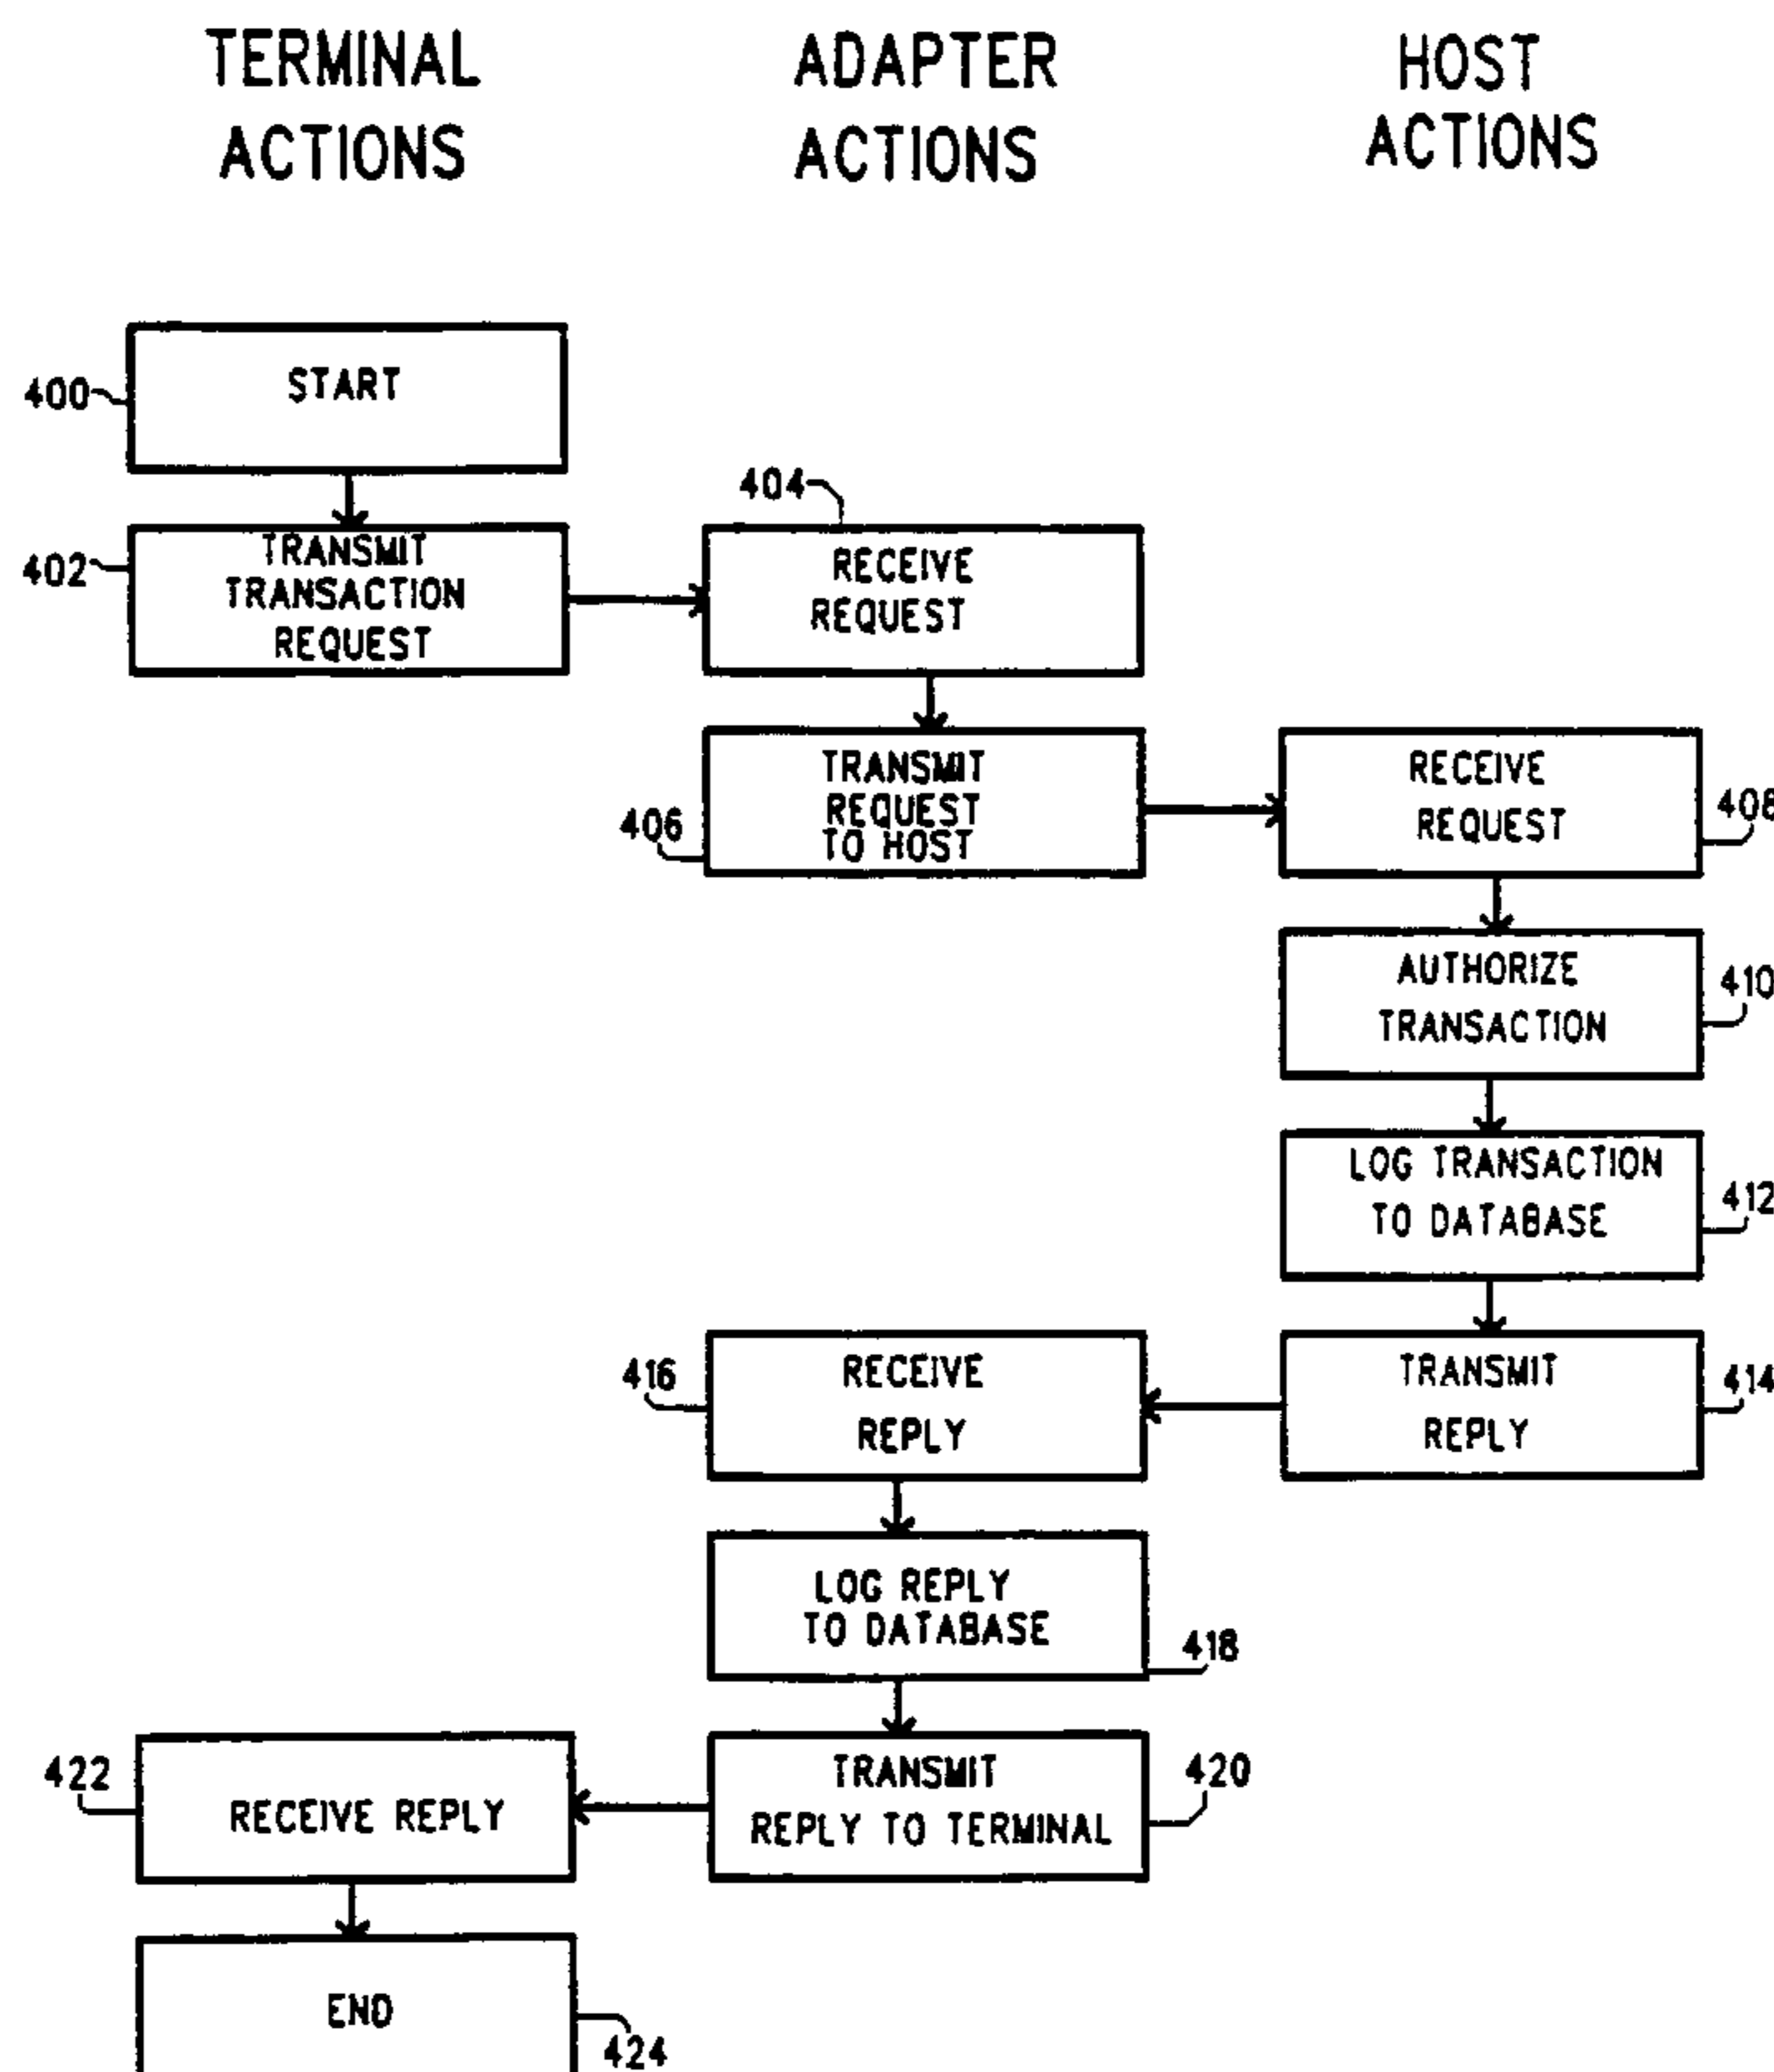 TERMINAL
ACTIONS
ADAPTER
ACTIONS
HOST
ACTIONS
400
START
402
TRANSMIT
TRANSACTION
REQUEST
404
RECEIVE
REQUEST
406
TRANSMIT
REQUEST
TO HOST
RECEIVE
REQUEST
408
AUTHORIZE
TRANSACTION
410
LOG TRANSACTION
TO DATABASE
412
TRANSMIT
REPLY
414
416
RECEIVE
REPLY
LOG REPLY
TO DATABASE
418
TRANSMIT
REPLY TO TERMINAL
420
422
RECEIVE REPLY
END
424